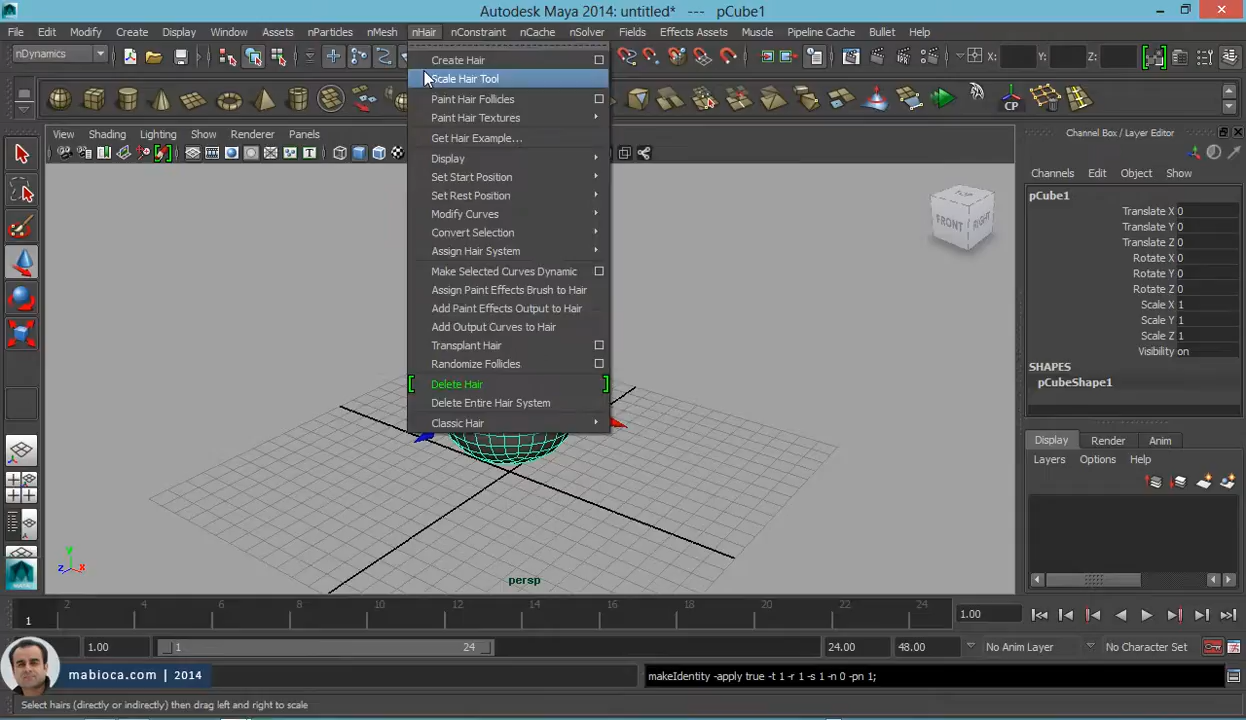 Autodesk Maya 2014: untitled* --- pCube1
File Edit Modify Create Display Window Assets nParticles nMesh nHair nConstraint nCache nSolver Fields Effects Assets Muscle Pipeline Cache Bullet Help
nDynamics
X:
Y:
Z:
CP
Create Hair
Scale Hair Tool
Paint Hair Follicles
Paint Hair Textures
Get Hair Example...
Display
Set Start Position
Set Rest Position
Modify Curves
Convert Selection
Assign Hair System
Make Selected Curves Dynamic
Assign Paint Effects Brush to Hair
Add Paint Effects Output to Hair
Add Output Curves to Hair
Transplant Hair
Randomize Follicles
Delete Hair
Delete Entire Hair System
Classic Hair
View Shading Lighting Show Renderer Panels
FRONT
RIGHT
persp
y
z
x
Channel Box / Layer Editor
Channels Edit Object Show
pCube1
Translate X 0
Translate Y 0
Translate Z 0
Rotate X 0
Rotate Y 0
Rotate Z 0
Scale X 1
Scale Y 1
Scale Z 1
Visibility on
SHAPES
pCubeShape1
Display Render Anim
Layers Options Help
2 4 6 8 10 12 14 16 18 20 22 24
1
1.00
1.00
1
24
24.00
48.00
No Anim Layer
No Character Set
mabioca.com | 2014
makeIdentity -apply true -t 1 -r 1 -s 1 -n 0 -pn 1;
Select hairs (directly or indirectly) then drag left and right to scale